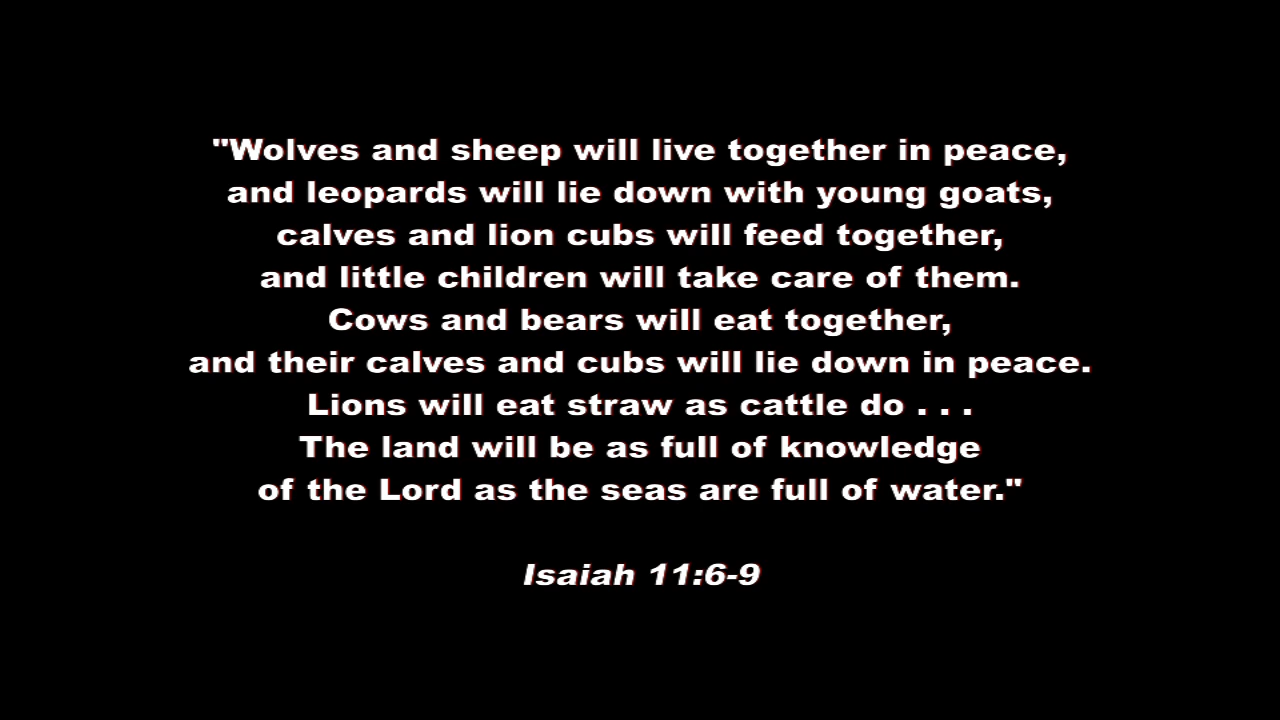 "Wolves and sheep will live together in peace,
and leopards will lie down with young goats,
calves and lion cubs will feed together,
and little children will take care of them.
Cows and bears will eat together,
and their calves and cubs will lie down in peace.
Lions will eat straw as cattle do . . .
The land will be as full of knowledge
of the Lord as the seas are full of water."
Isaiah 11:6-9